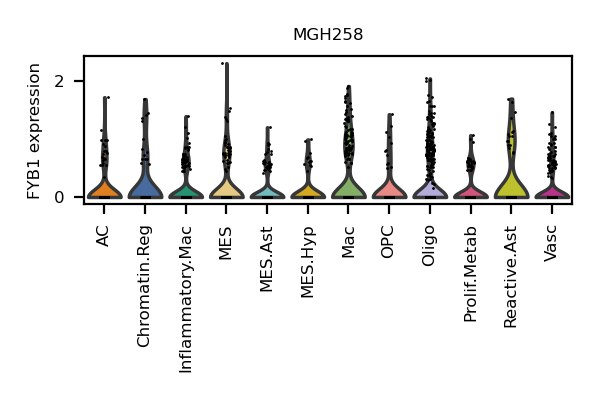 MGH258
FYB1 expression
2
0
AC
Chromatin.Reg
Inflammatory.Mac
MES
MES.Ast
MES.Hyp
Mac
OPC
Oligo
Prolif.Metab
Reactive.Ast
Vasc